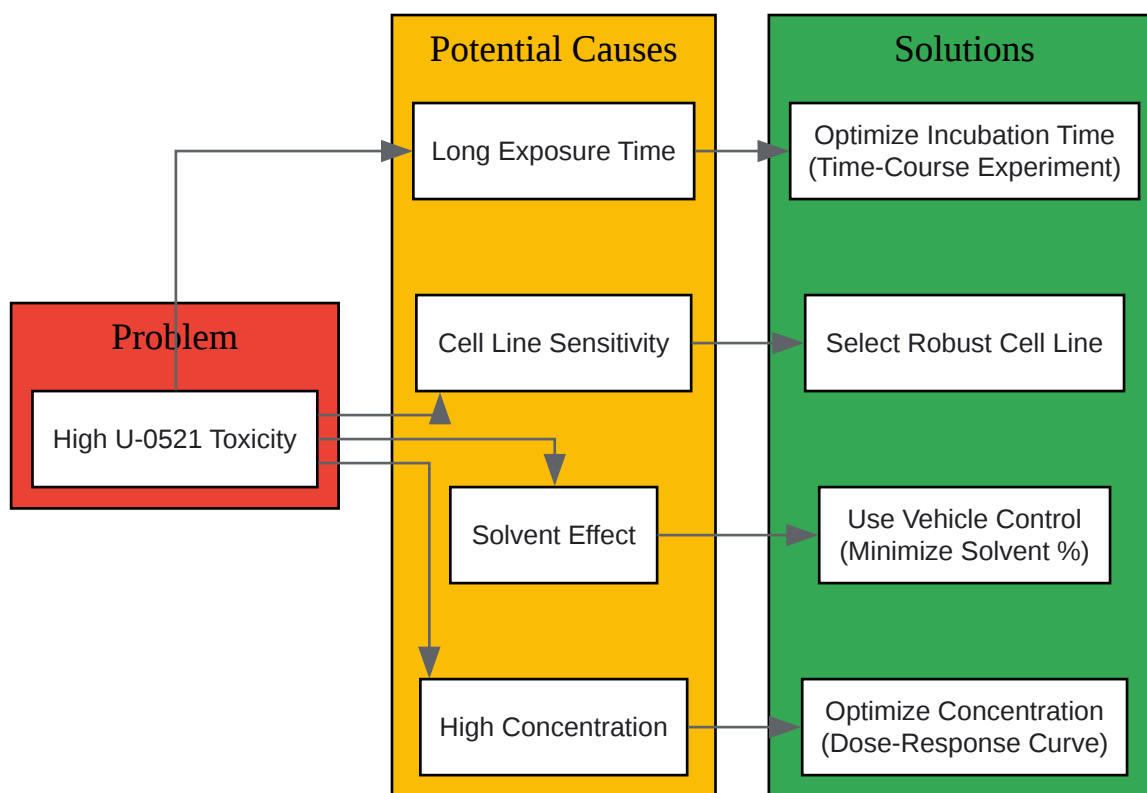 Problem
High U-0521 Toxicity
Potential Causes
Long Exposure Time
Cell Line Sensitivity
Solvent Effect
High Concentration
Solutions
Optimize Incubation Time
(Time-Course Experiment)
Select Robust Cell Line
Use Vehicle Control
(Minimize Solvent %)
Optimize Concentration
(Dose-Response Curve)